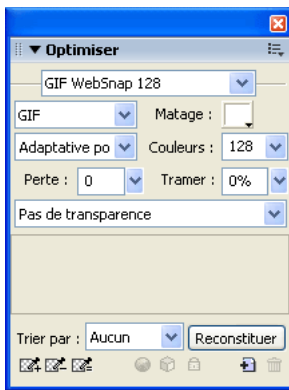 Optimiser
GIF WebSnap 128
GIF Matage :
Adaptative po Couleurs : 128
Perte : 0 Tramer : 0%
Pas de transparence
Trier par : Aucun Reconstituer